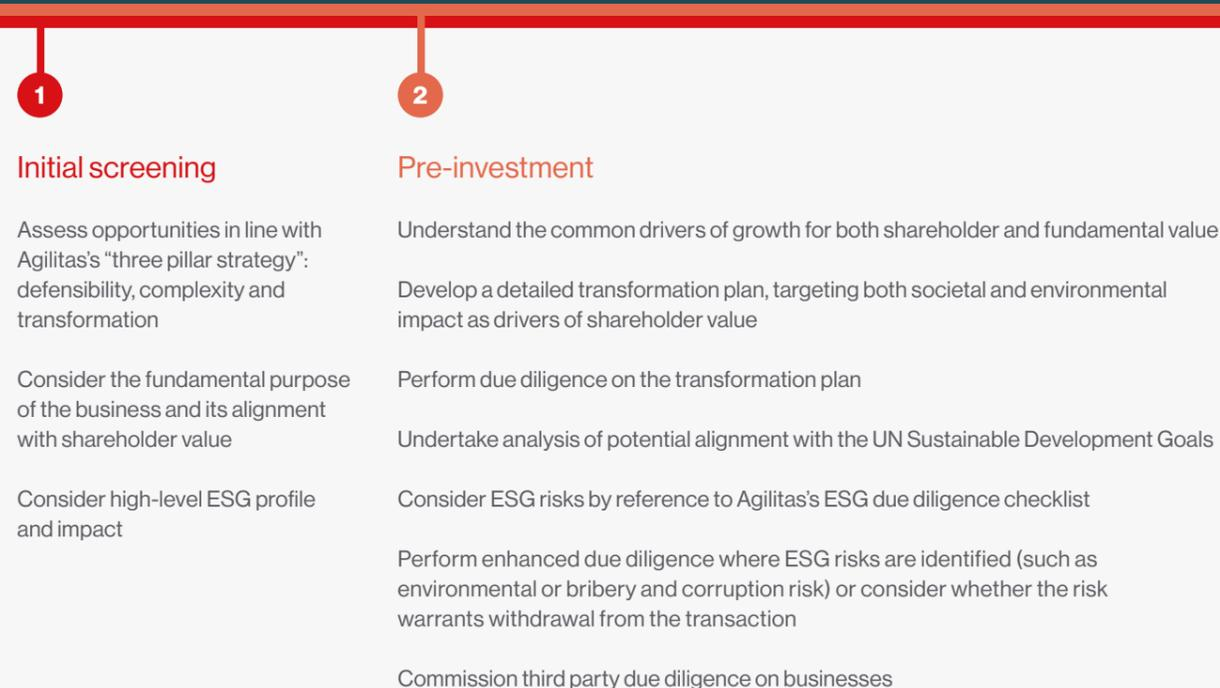 1
Initial screening
Assess opportunities in line with
Agilitas’s “three pillar strategy”:
defensibility, complexity and
transformation
Consider the fundamental purpose
of the business and its alignment
with shareholder value
Consider high-level ESG profile
and impact
2
Pre-investment
Understand the common drivers of growth for both shareholder and fundamental value
Develop a detailed transformation plan, targeting both societal and environmental
impact as drivers of shareholder value
Perform due diligence on the transformation plan
Undertake analysis of potential alignment with the UN Sustainable Development Goals
Consider ESG risks by reference to Agilitas’s ESG due diligence checklist
Perform enhanced due diligence where ESG risks are identified (such as
environmental or bribery and corruption risk) or consider whether the risk
warrants withdrawal from the transaction
Commission third party due diligence on businesses